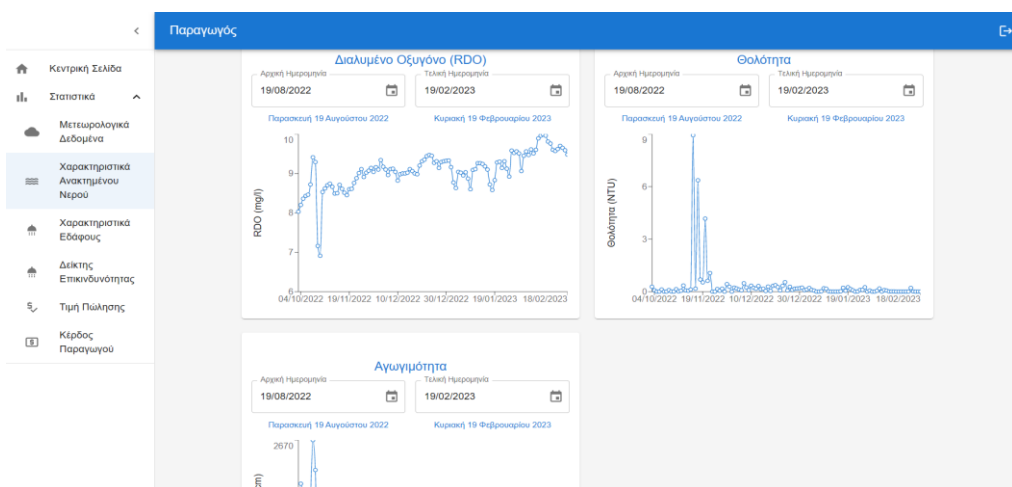 Παραγωγός
Κεντρική Σελίδα
Στατιστικά
Μετεωρολογικά
Δεδομένα
Χαρακτηριστικά
Ανακτημένου
Νερού
Χαρακτηριστικά
Εδάφους
Δείκτης
Επικινδυνότητας
Τιμή Πώλησης
Κέρδος
Παραγωγού
Διαλυμένο Οξυγόνο (RDO)
Αρχική Ημερομηνία Τελική Ημερομηνία
19/08/2022 19/02/2023
Παρασκευή 19 Αυγούστου 2022 Κυριακή 19 Φεβρουαρίου 2023
10
9
8
7
6
RDO (mg/l)
04/10/2022 19/11/2022 10/12/2022 30/12/2022 19/01/2023 18/02/2023
Θολότητα
Αρχική Ημερομηνία Τελική Ημερομηνία
19/08/2022 19/02/2023
Παρασκευή 19 Αυγούστου 2022 Κυριακή 19 Φεβρουαρίου 2023
9
6
3
0
Θολότητα (NTU)
04/10/2022 19/11/2022 10/12/2022 30/12/2022 19/01/2023 18/02/2023
Αγωγιμότητα
Αρχική Ημερομηνία Τελική Ημερομηνία
19/08/2022 19/02/2023
Παρασκευή 19 Αυγούστου 2022 Κυριακή 19 Φεβρουαρίου 2023
2670